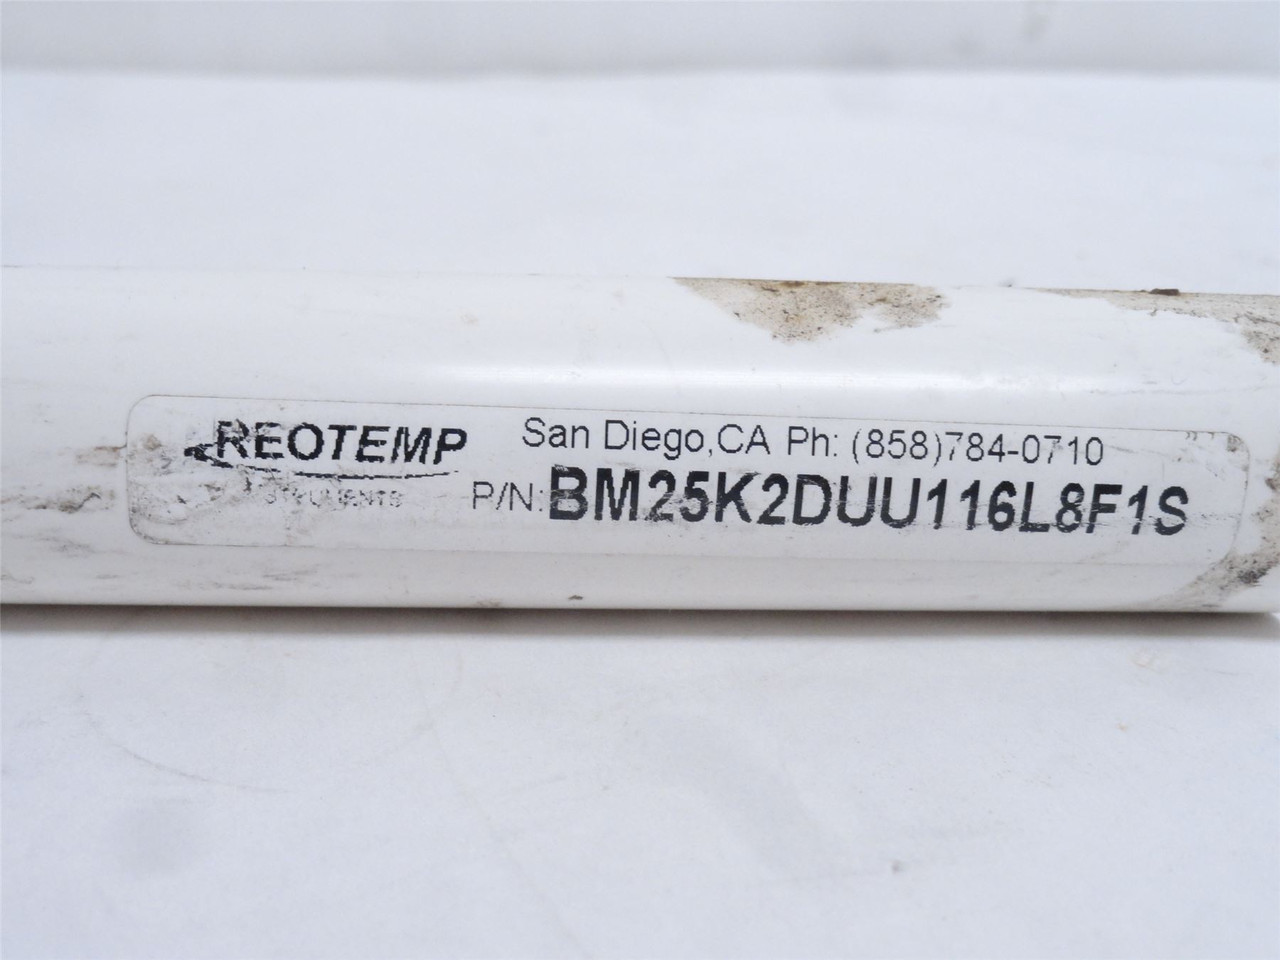 REOTEMP
San Diego,CA Ph: (858)784-0710
P/N:BM25K2DUU116L8F1S